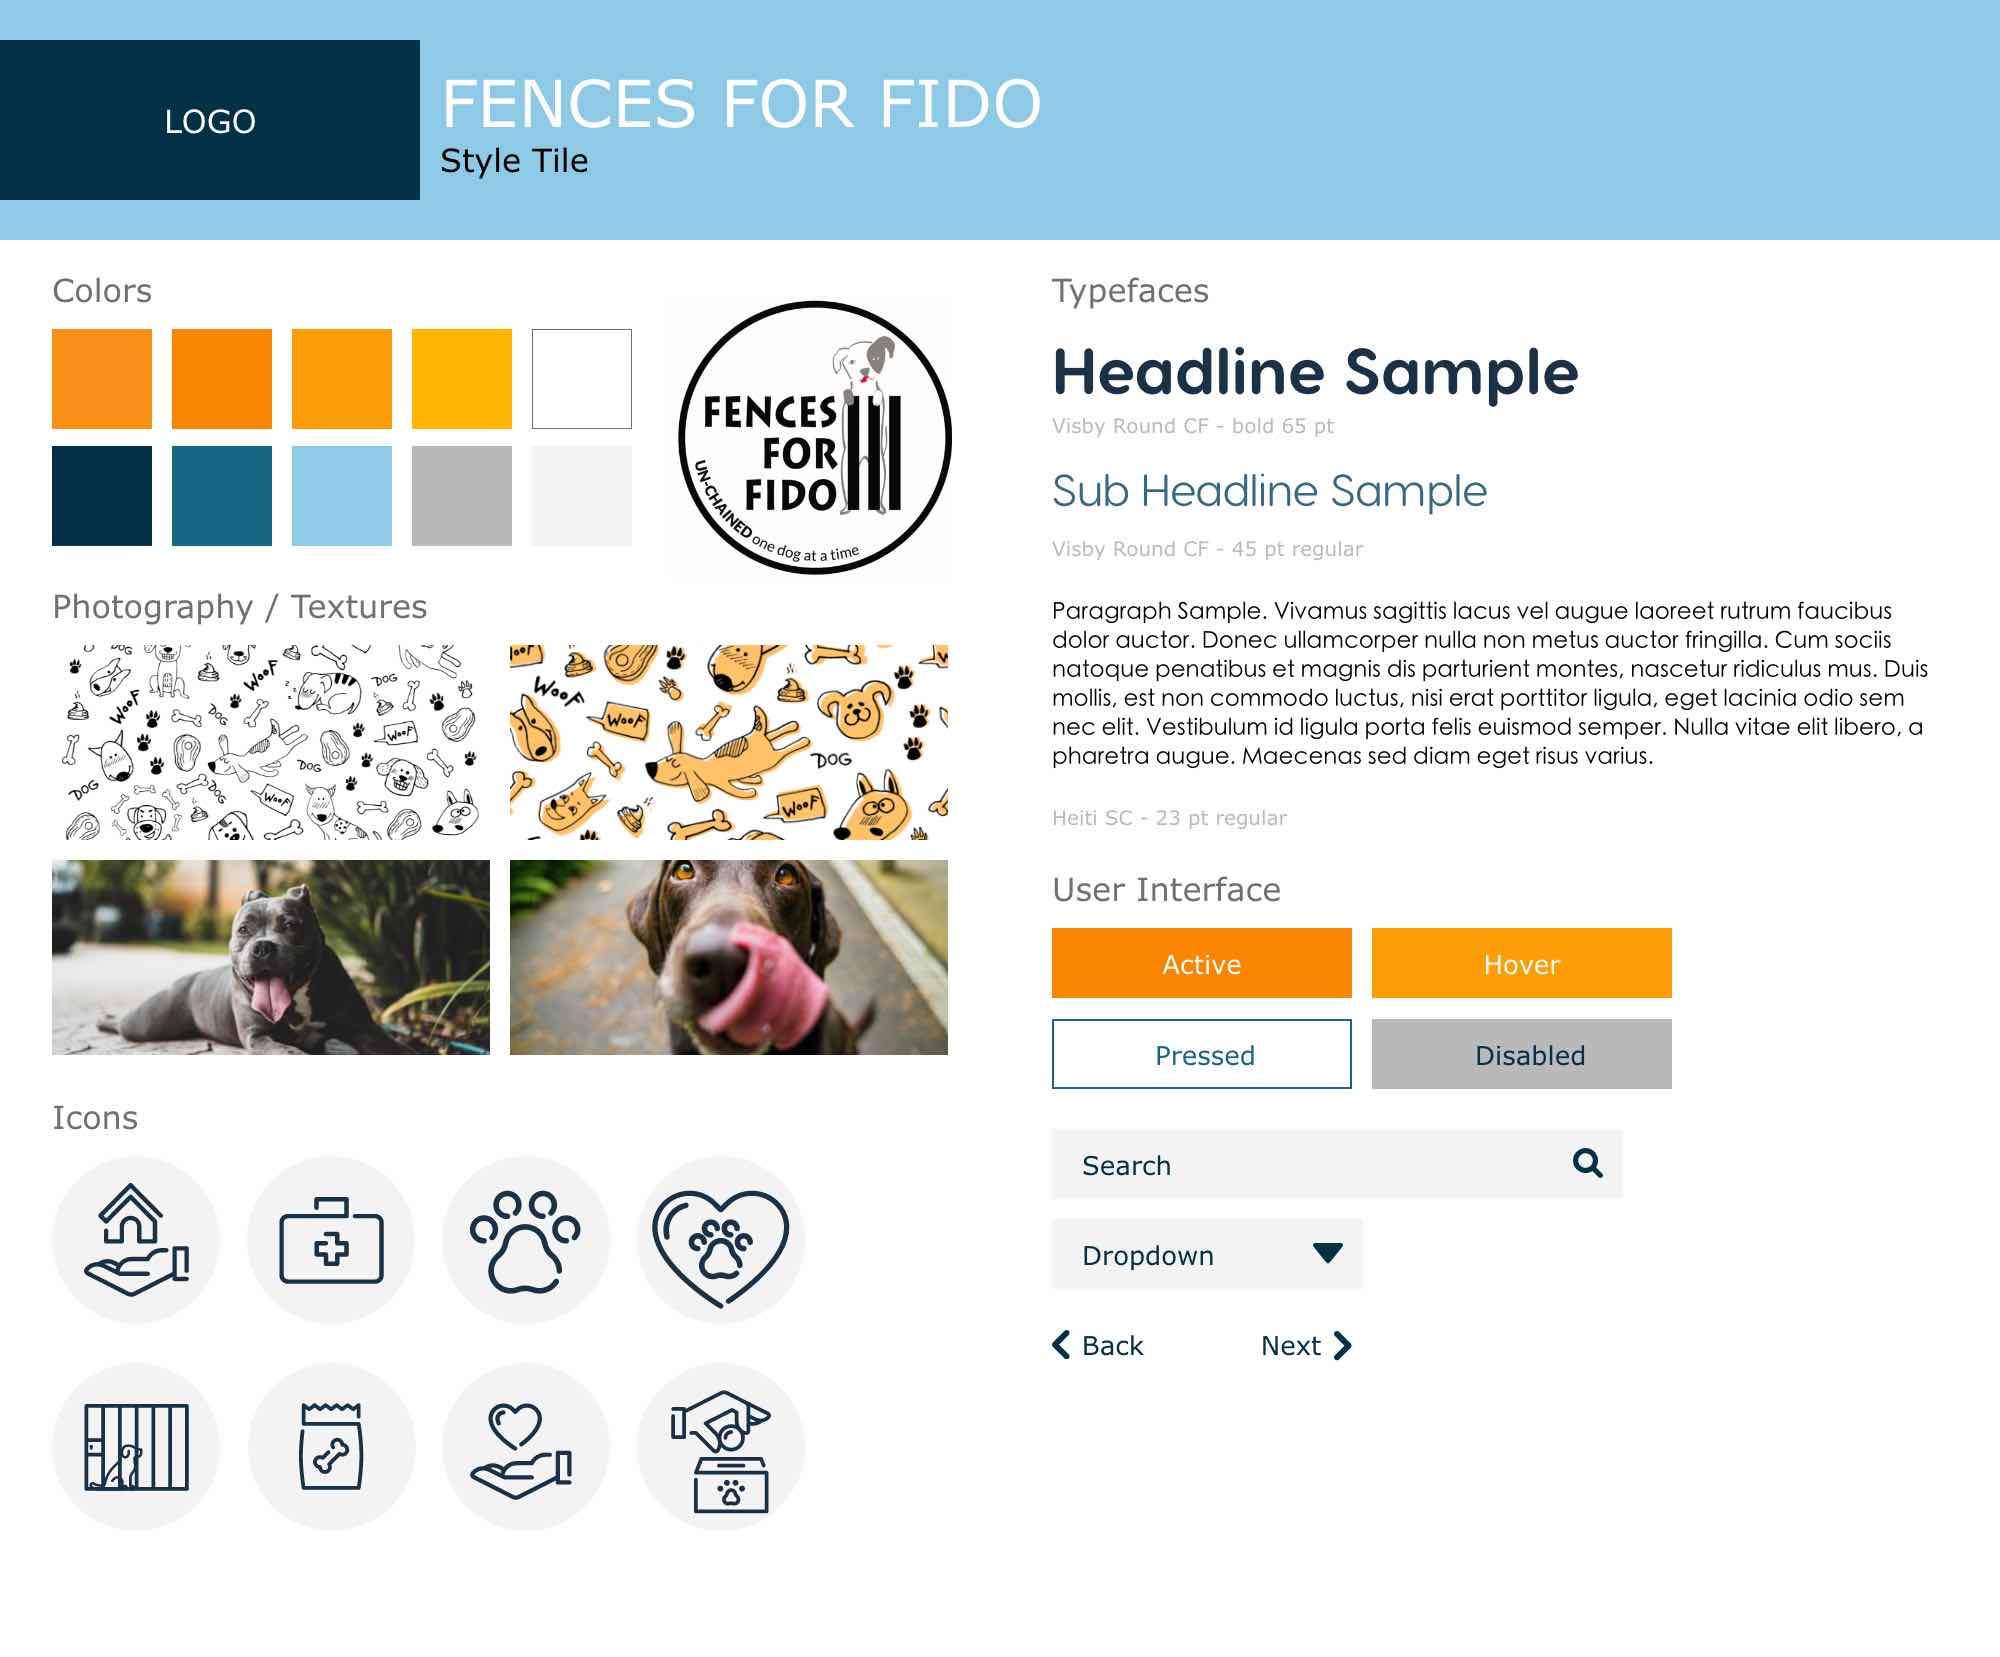 LOGO
FENCES FOR FIDO
Style Tile
Colors
FENCES
FOR
FIDO
UN-CHAINED one dog at a time
Photography / Textures
DOG
WOOF
DOG
WOOF
DOG
WOOF
DOG
DOG
DOG
WOOF
WOOF
WOOF
DOG
WOOF
Icons
Typefaces
Headline Sample
Visby Round CF - bold 65 pt
Sub Headline Sample
Visby Round CF - 45 pt regular
Paragraph Sample. Vivamus sagittis lacus vel augue laoreet rutrum faucibus
dolor auctor. Donec ullamcorper nulla non metus auctor fringilla. Cum sociis
natoque penatibus et magnis dis parturient montes, nascetur ridiculus mus. Duis
mollis, est non commodo luctus, nisi erat porttitor ligula, eget lacinia odio sem
nec elit. Vestibulum id ligula porta felis euismod semper. Nulla vitae elit libero, a
pharetra augue. Maecenas sed diam eget risus varius.
Heiti SC - 23 pt regular
User Interface
Active
Hover
Pressed
Disabled
Search
Dropdown
Back
Next